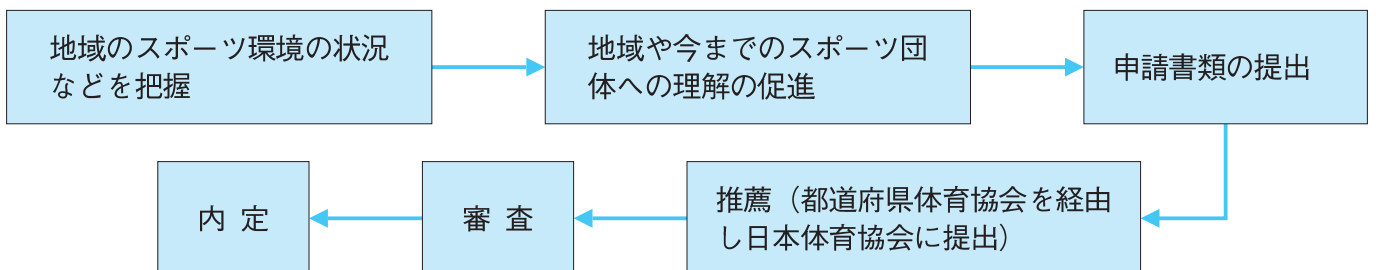 地域のスポーツ環境の状況
などを把握
地域や今までのスポーツ団
体への理解の促進
申請書類の提出
推薦（都道府県体育協会を経由
し日本体育協会に提出）
審 査
内 定